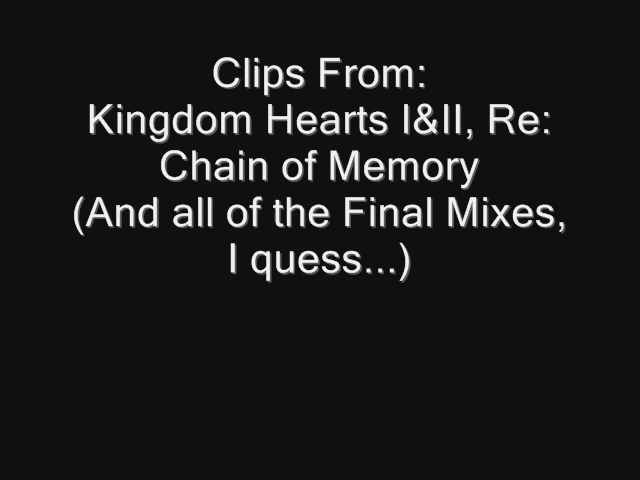 Clips From:
Kingdom Hearts I&II, Re:
Chain of Memory
(And all of the Final Mixes,
I quess...)